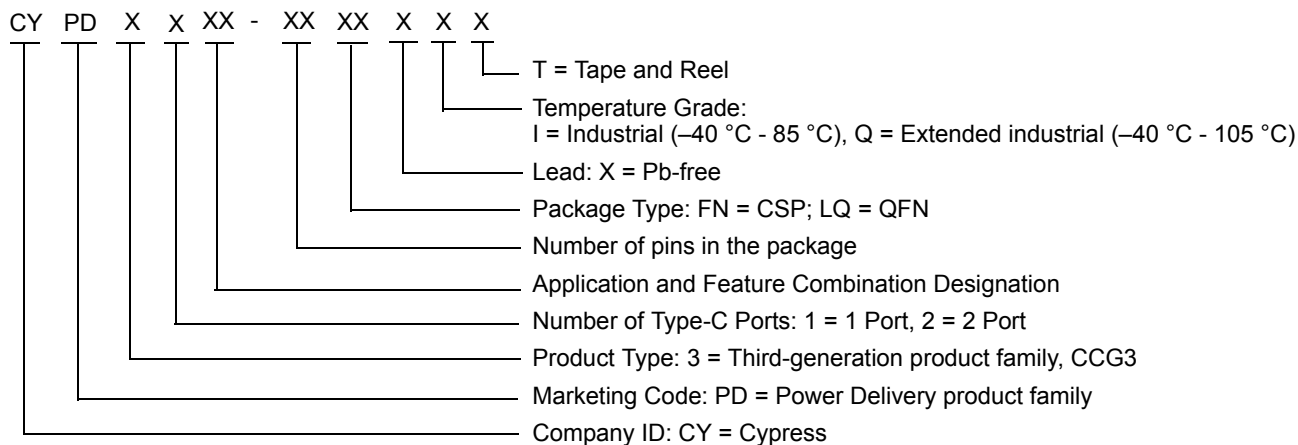 CY PD X X XX - XX XX X X X
T = Tape and Reel
Temperature Grade:
I = Industrial (–40 °C - 85 °C), Q = Extended industrial (–40 °C - 105 °C)
Lead: X = Pb-free
Package Type: FN = CSP; LQ = QFN
Number of pins in the package
Application and Feature Combination Designation
Number of Type-C Ports: 1 = 1 Port, 2 = 2 Port
Product Type: 3 = Third-generation product family, CCG3
Marketing Code: PD = Power Delivery product family
Company ID: CY = Cypress